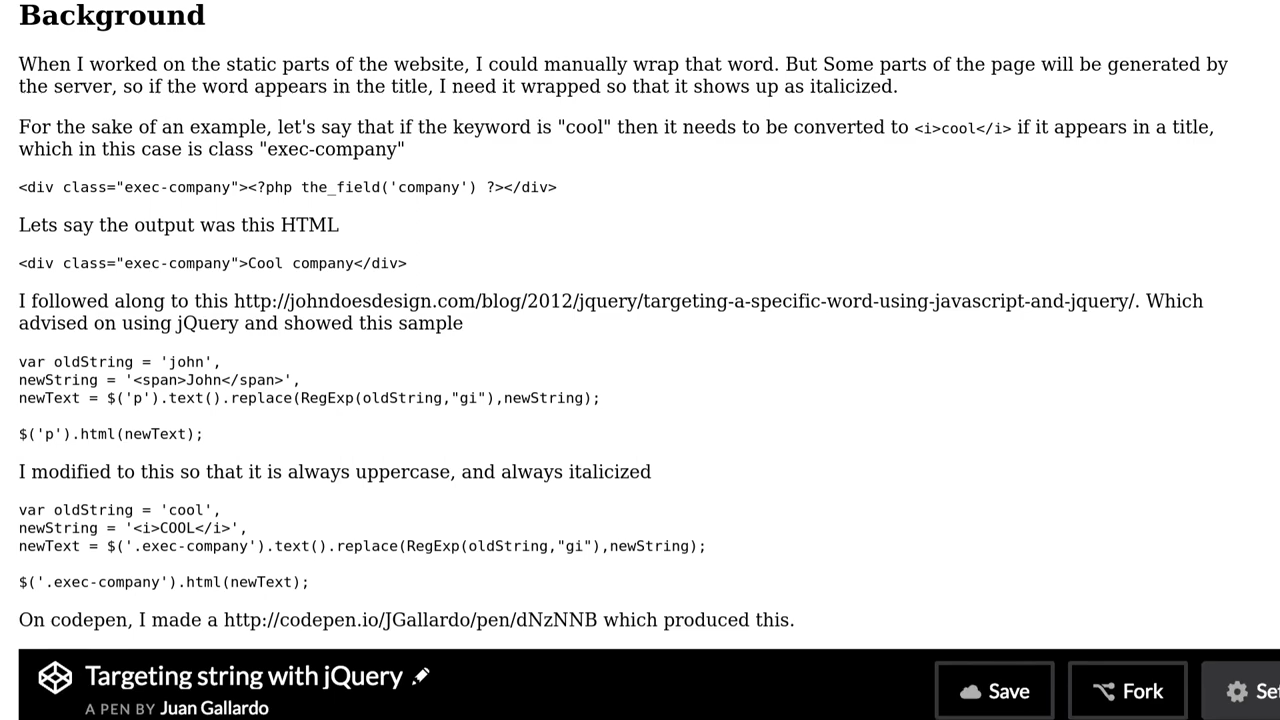 Background
When I worked on the static parts of the website, I could manually wrap that word. But Some parts of the page will be generated by
the server, so if the word appears in the title, I need it wrapped so that it shows up as italicized.
For the sake of an example, let's say that if the keyword is "cool" then it needs to be converted to <i>cool</i> if it appears in a title,
which in this case is class "exec-company"
<div class="exec-company"><?php the_field('company') ?></div>
Lets say the output was this HTML
<div class="exec-company">Cool company</div>
I followed along to this http://johndoesdesign.com/blog/2012/jquery/targeting-a-specific-word-using-javascript-and-jquery/. Which
advised on using jQuery and showed this sample
var oldString = 'john',
newString = '<span>John</span>',
newText = $('p').text().replace(RegExp(oldString,"gi"),newString);
$('p').html(newText);
I modified to this so that it is always uppercase, and always italicized
var oldString = 'cool',
newString = '<i>COOL</i>',
newText = $('.exec-company').text().replace(RegExp(oldString,"gi"),newString);
$('.exec-company').html(newText);
On codepen, I made a http://codepen.io/JGallardo/pen/dNzNNB which produced this.
Targeting string with jQuery
A PEN BY Juan Gallardo
Save
Fork